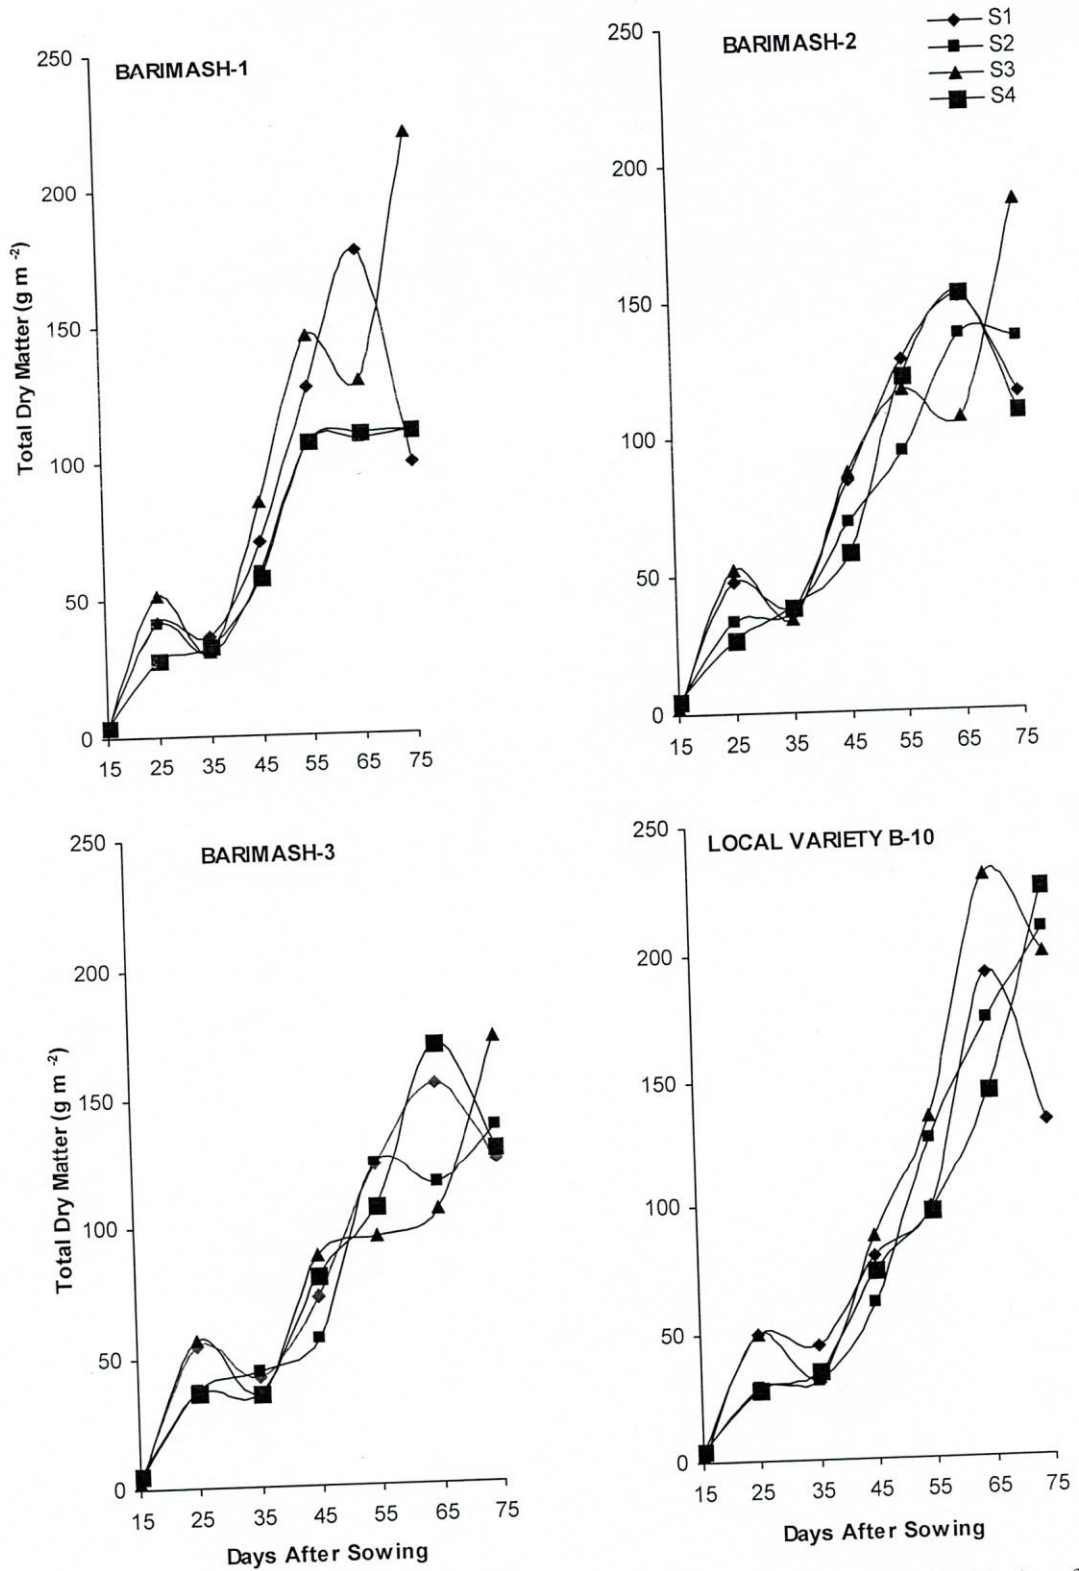 S1
S2
S3
S4
BARIMASH-1
250
200
150
100
50
0
15 25 35 45 55 65 75
Total Dry Matter (g m -2)
BARIMASH-2
250
200
150
100
50
0
15 25 35 45 55 65 75
BARIMASH-3
250
200
150
100
50
0
15 25 35 45 55 65 75
Total Dry Matter (g m -2)
Days After Sowing
LOCAL VARIETY B-10
250
200
150
100
50
0
15 25 35 45 55 65 75
Days After Sowing